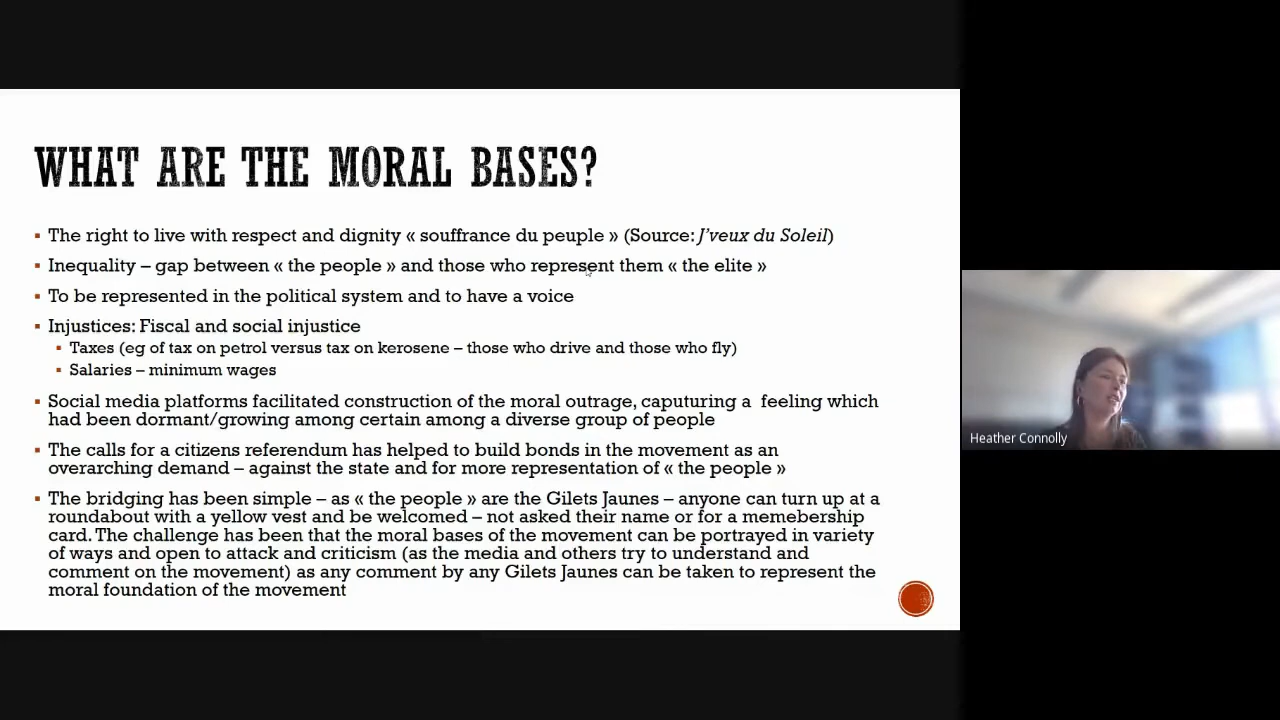 WHAT ARE THE MORAL BASES?
▪ The right to live with respect and dignity « souffrance du peuple » (Source: J'veux du Soleil)
▪ Inequality – gap between « the people » and those who represent them « the elite »
▪ To be represented in the political system and to have a voice
▪ Injustices: Fiscal and social injustice
▪ Taxes (eg of tax on petrol versus tax on kerosene – those who drive and those who fly)
▪ Salaries – minimum wages
▪ Social media platforms facilitated construction of the moral outrage, caputuring a feeling which
had been dormant/growing among certain among a diverse group of people
▪ The calls for a citizens referendum has helped to build bonds in the movement as an
overarching demand – against the state and for more representation of « the people »
▪ The bridging has been simple – as « the people » are the Gilets Jaunes – anyone can turn up at a
roundabout with a yellow vest and be welcomed – not asked their name or for a memebership
card. The challenge has been that the moral bases of the movement can be portrayed in variety
of ways and open to attack and criticism (as the media and others try to understand and
comment on the movement) as any comment by any Gilets Jaunes can be taken to represent the
moral foundation of the movement
Heather Connolly